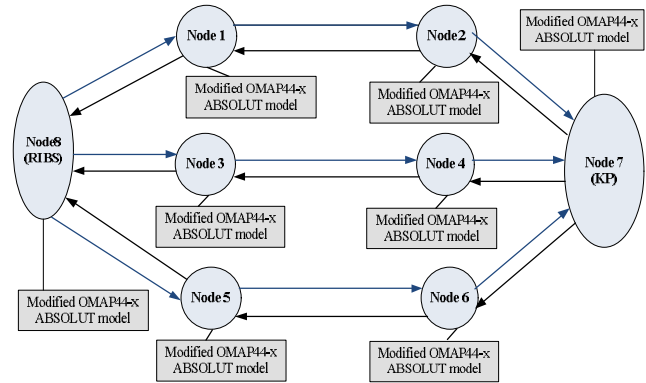 Modified OMAP44-x
ABSOLUT model
Node 1
Node2
Modified OMAP44-x
ABSOLUT model
Modified OMAP44-x
ABSOLUT model
Node8
(RIBS)
Node 3
Node 4
Node 7
(KP)
Modified OMAP44-x
ABSOLUT model
Modified OMAP44-x
ABSOLUT model
Node 5
Node 6
Modified OMAP44-x
ABSOLUT model
Modified OMAP44-x
ABSOLUT model
Modified OMAP44-x
ABSOLUT model